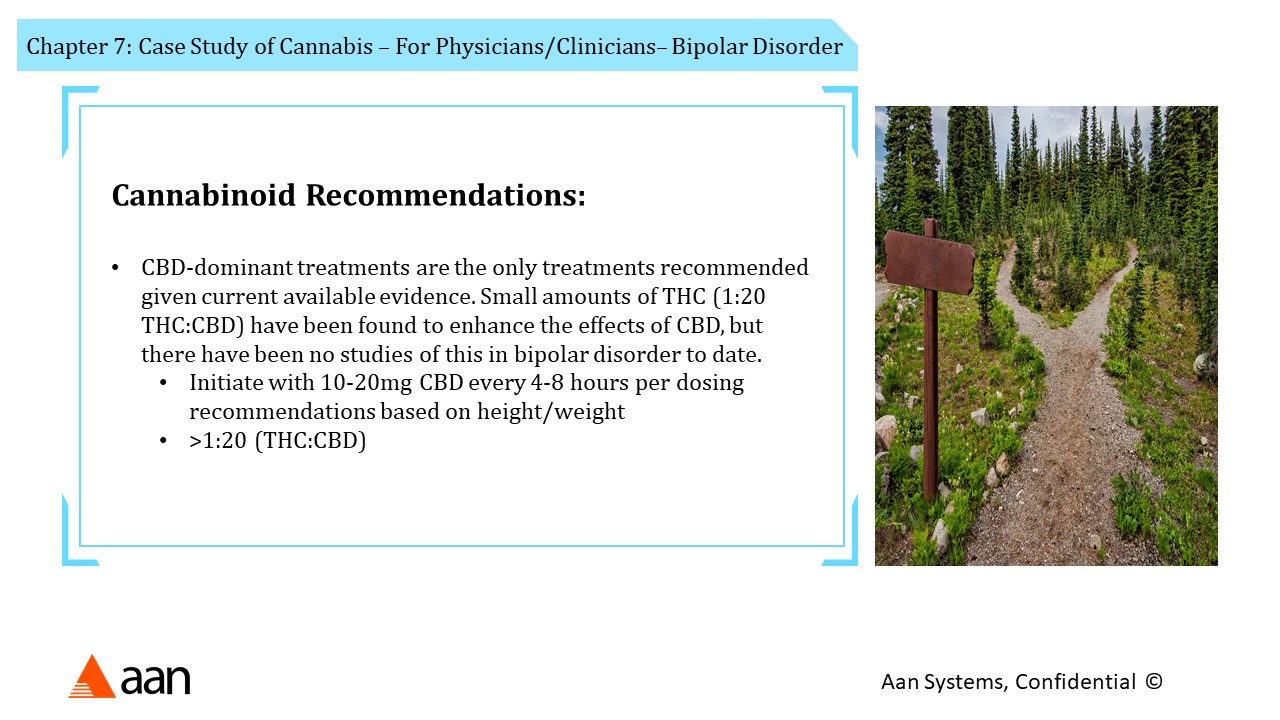 Chapter 7: Case Study of Cannabis – For Physicians/Clinicians– Bipolar Disorder
Cannabinoid Recommendations:
• CBD-dominant treatments are the only treatments recommended
given current available evidence. Small amounts of THC (1:20
THC:CBD) have been found to enhance the effects of CBD, but
there have been no studies of this in bipolar disorder to date.
• Initiate with 10-20mg CBD every 4-8 hours per dosing
recommendations based on height/weight
• >1:20 (THC:CBD)
aan
Aan Systems, Confidential ©